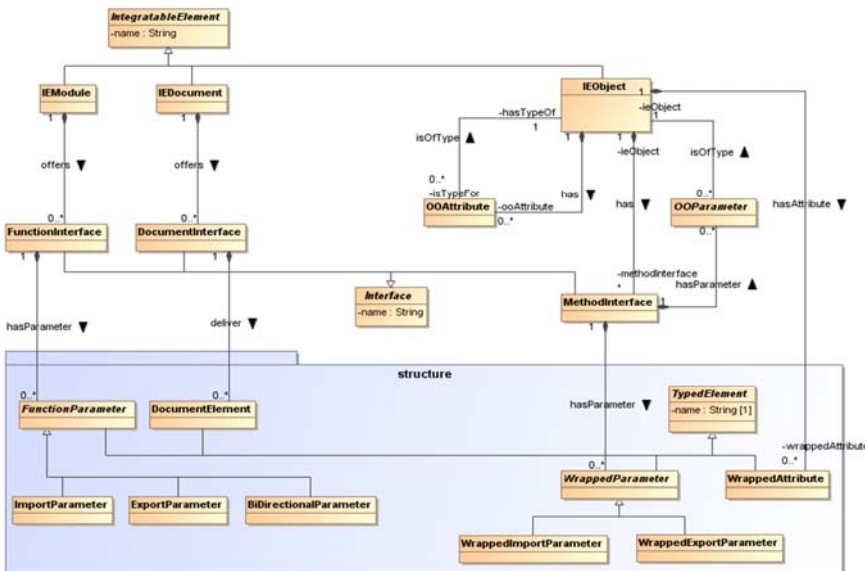 IntegratableElement
-name : String
IEModule
IEDocument
IEObject
1
1
1
-hasTypeOf
1
1
1
-ieObject
1
isOfType ▲
-ieObject
isOfType ▲
offers ▼
offers ▼
0..*
-isTypeFor
has ▼
0..*
OOAttribute
-ooAttribute
0..*
has ▼
OOParameter
0..*
hasAttribute ▼
0..*
0..*
FunctionInterface
DocumentInterface
1
1
-methodInterface
*
hasParameter ▲
Interface
-name : String
MethodInterface
1
1
hasParameter ▼
deliver ▼
structure
hasParameter ▼
TypedElement
-name : String [1]
0..*
0..*
FunctionParameter
DocumentElement
-wrappedAttribute
0..*
0..*
WrappedParameter
WrappedAttribute
ImportParameter
ExportParameter
BiDirectionalParameter
WrappedImportParameter
WrappedExportParameter